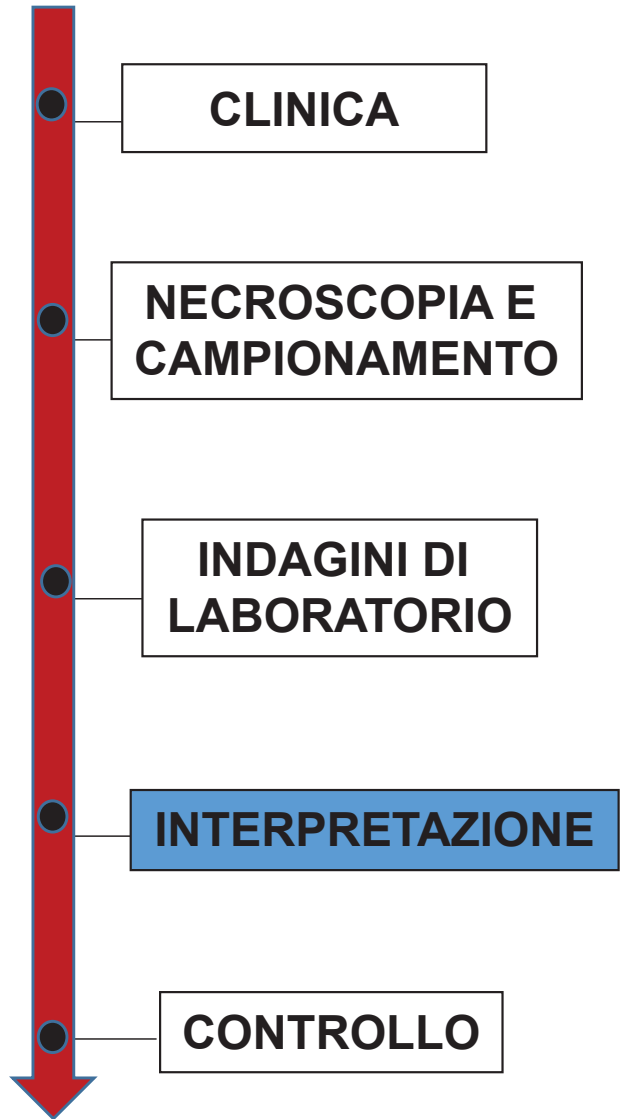 CLINICA
NECROSCOPIA E
CAMPIONAMENTO
INDAGINI DI
LABORATORIO
INTERPRETAZIONE
CONTROLLO